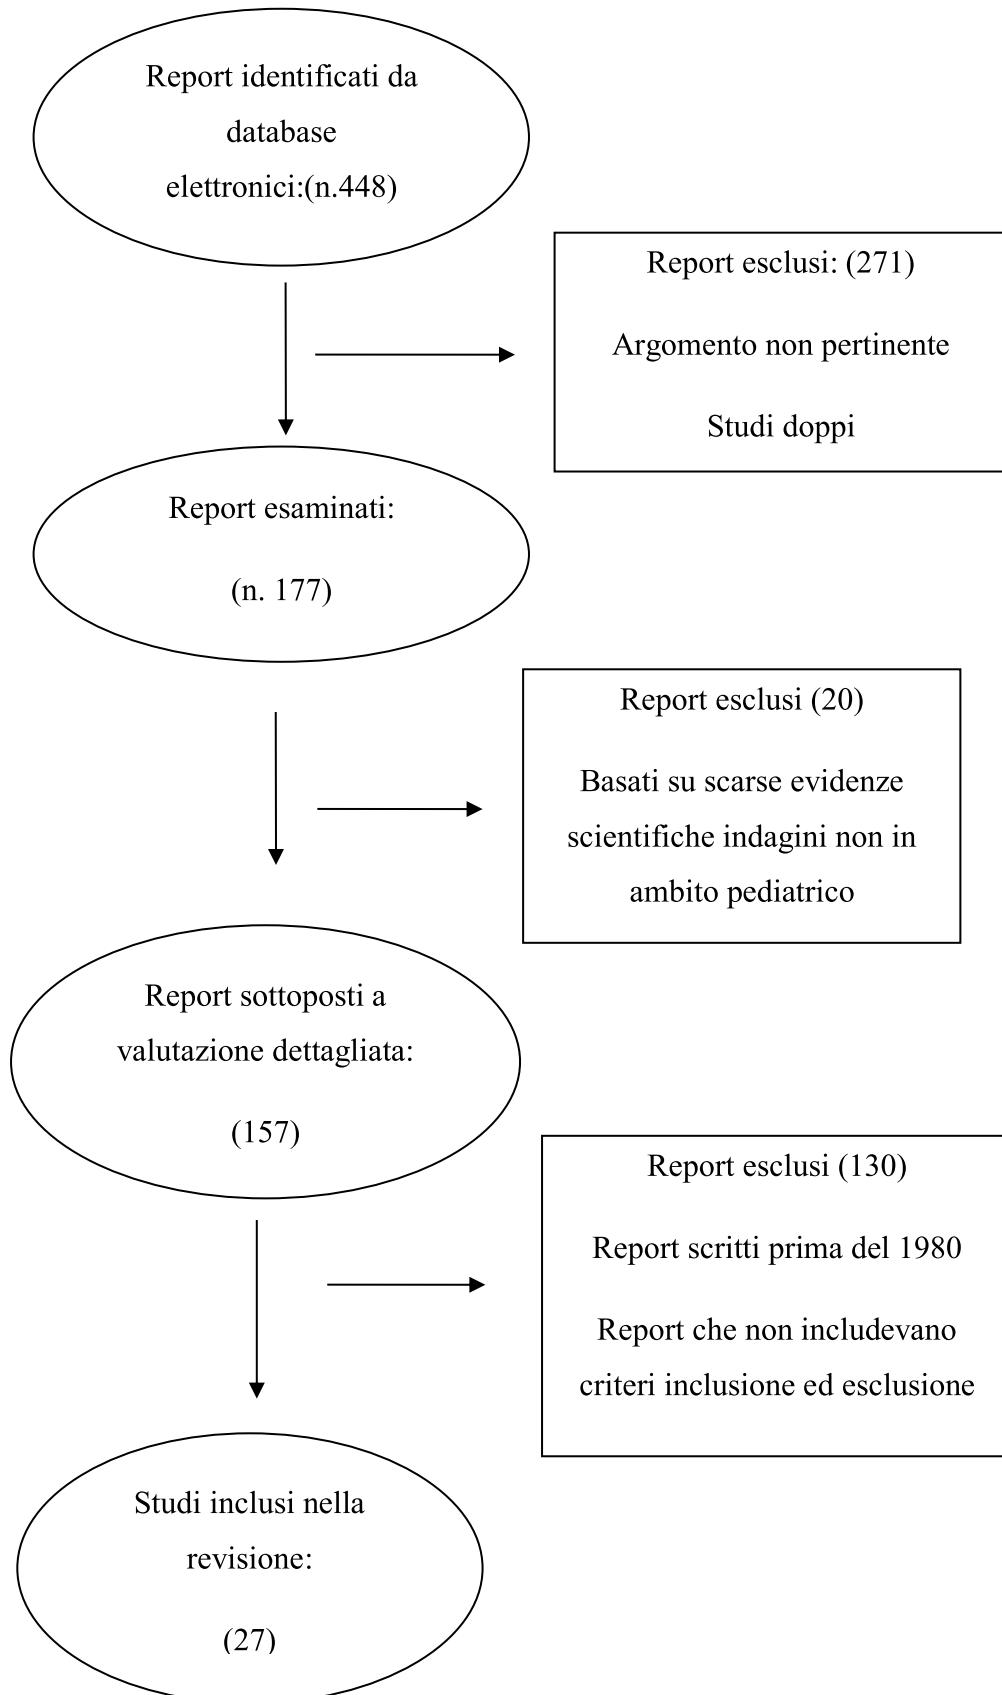 Report identificati da
database
elettronici:(n.448)
Report esclusi: (271)
Argomento non pertinente
Studi doppi
Report esaminati:
(n. 177)
Report esclusi (20)
Basati su scarse evidenze
scientifiche indagini non in
ambito pediatrico
Report sottoposti a
valutazione dettagliata:
(157)
Report esclusi (130)
Report scritti prima del 1980
Report che non includevano
criteri inclusione ed esclusione
Studi inclusi nella
revisione:
(27)